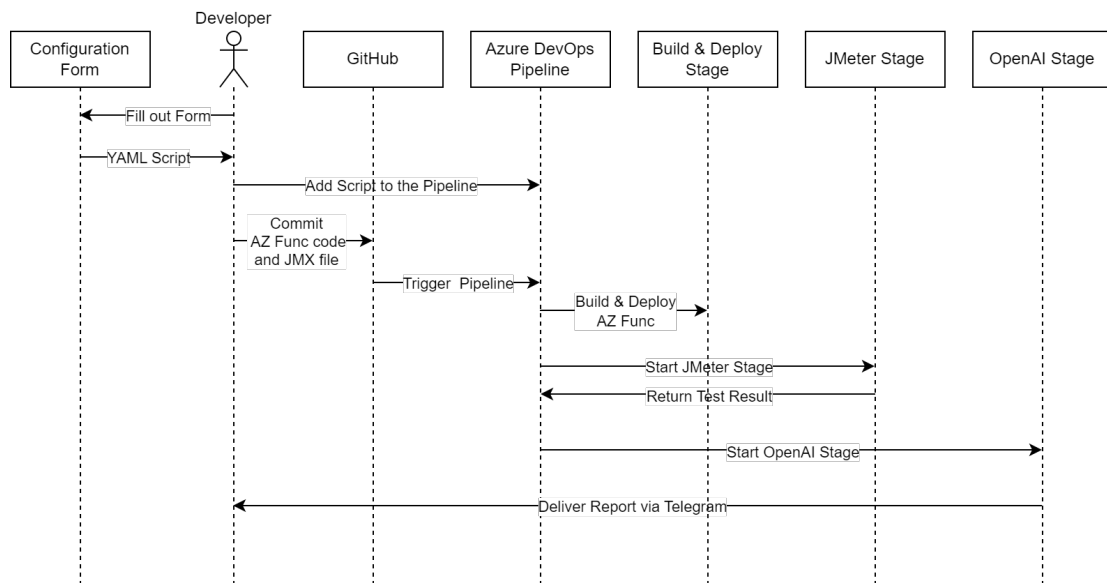 Developer
Configuration
Form
GitHub
Azure DevOps
Pipeline
Build & Deploy
Stage
JMeter Stage
OpenAI Stage
Fill out Form
YAML Script
Add Script to the Pipeline
Commit
AZ Func code
and JMX file
Trigger Pipeline
Build & Deploy
AZ Func
Start JMeter Stage
Return Test Result
Start OpenAI Stage
Deliver Report via Telegram